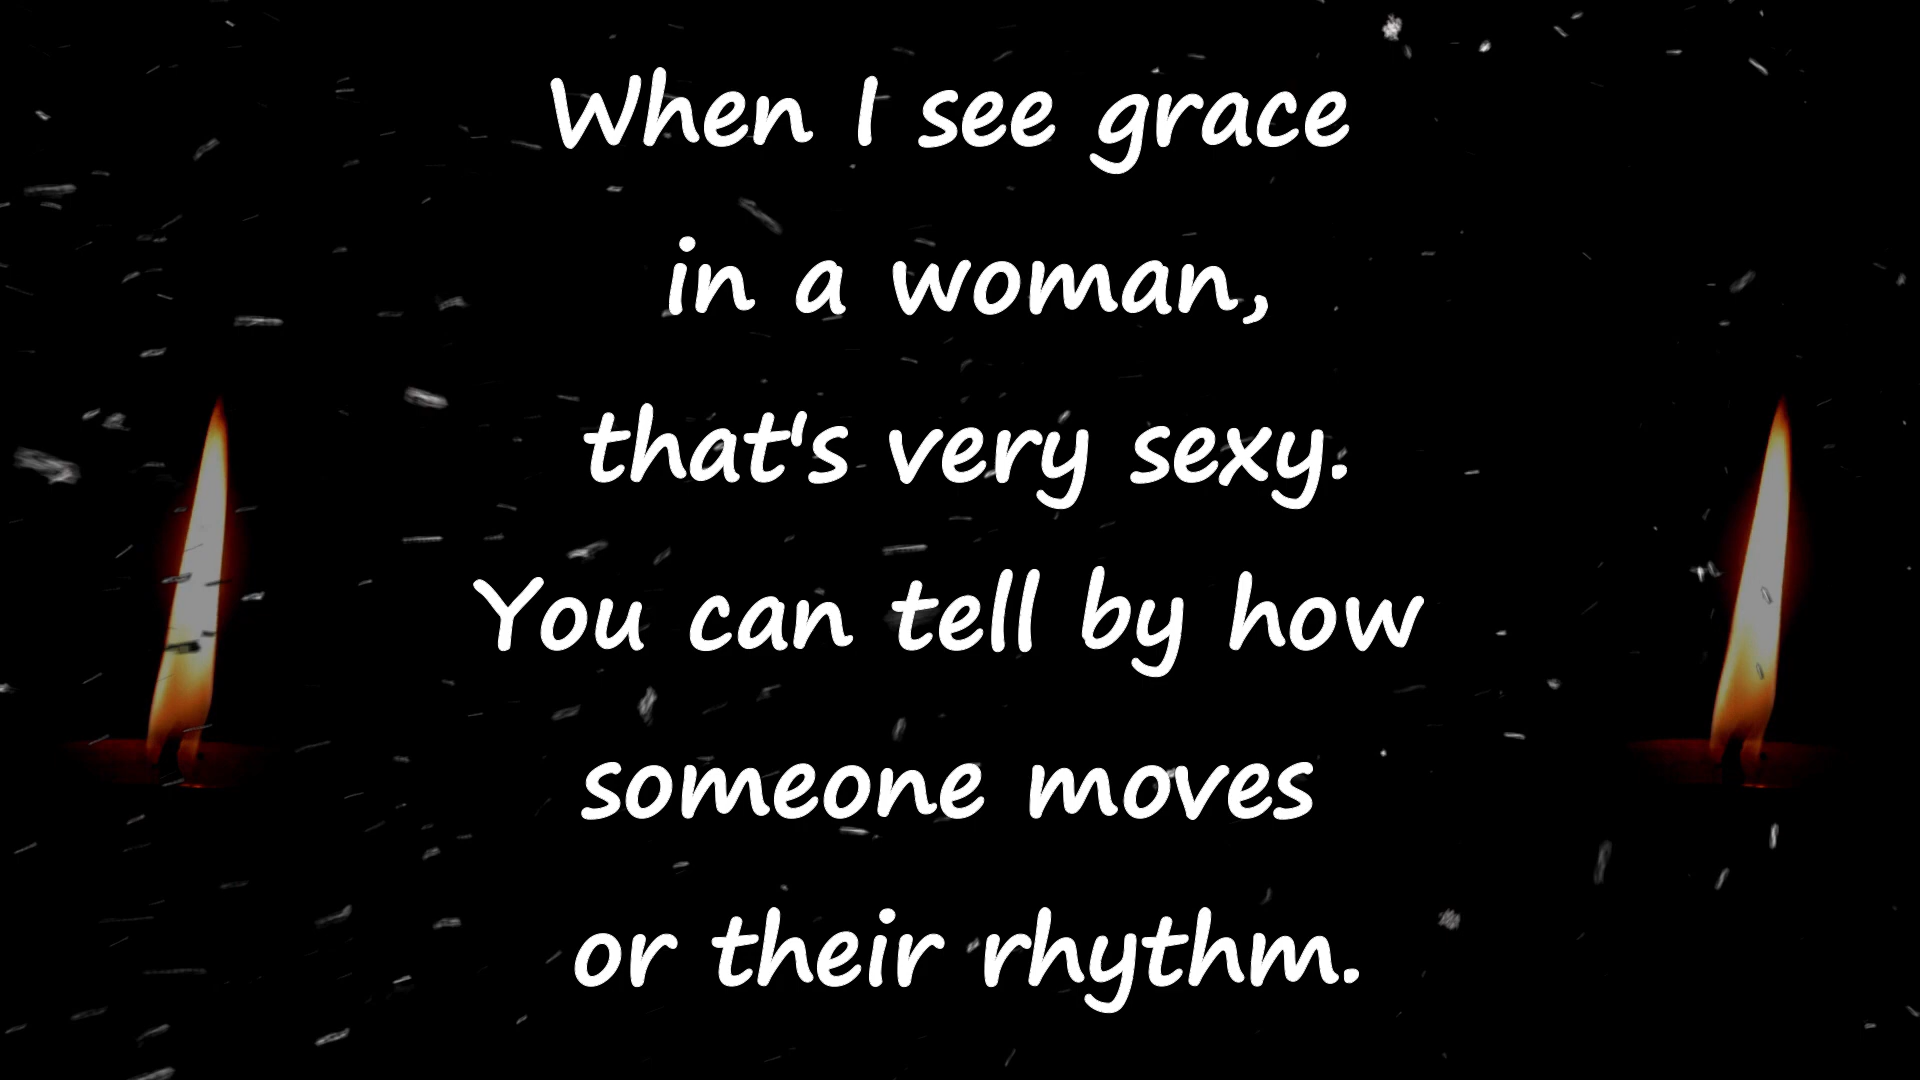 When I see grace
in a woman,
that's very sexy.
You can tell by how
someone moves
or their rhythm.